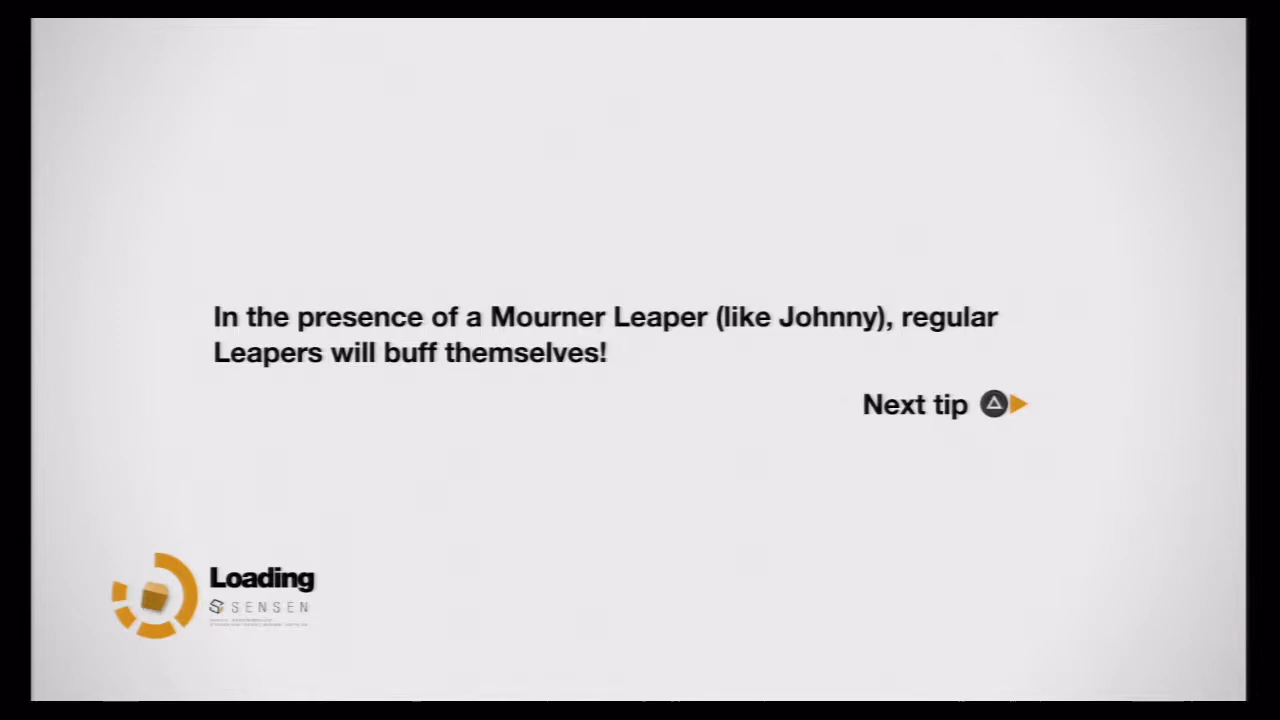 In the presence of a Mourner Leaper (like Johnny), regular
Leapers will buff themselves!
Next tip
Loading
SENSEN